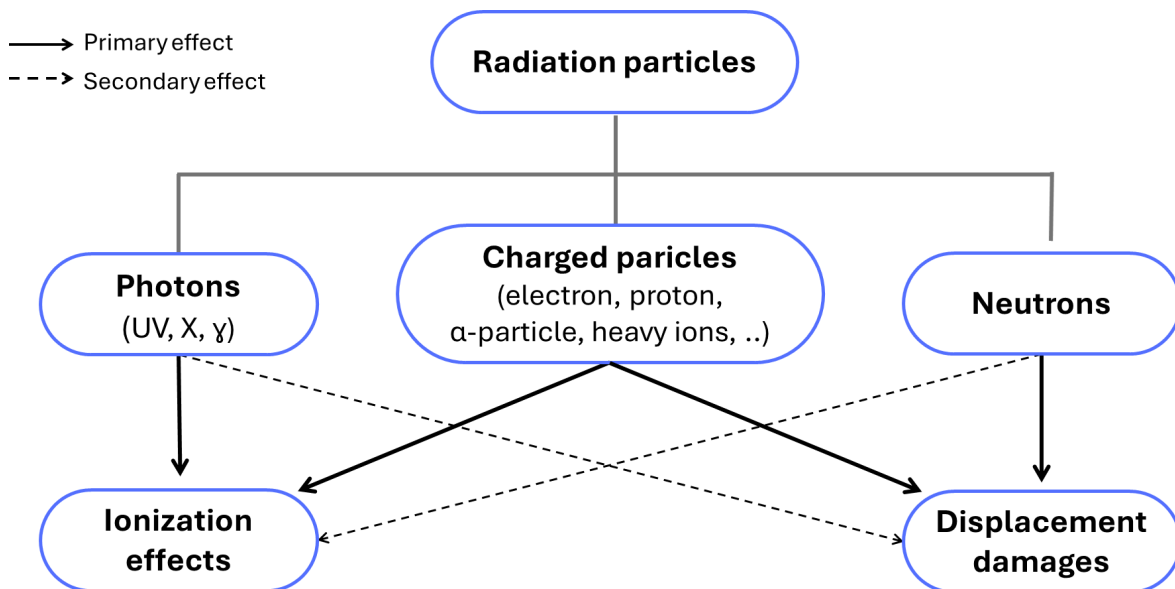 Primary effect
Secondary effect
Radiation particles
Photons
(UV, X, ɣ)
Charged paricles
(electron, proton,
α-particle, heavy ions, ..)
Neutrons
Ionization
effects
Displacement
damages